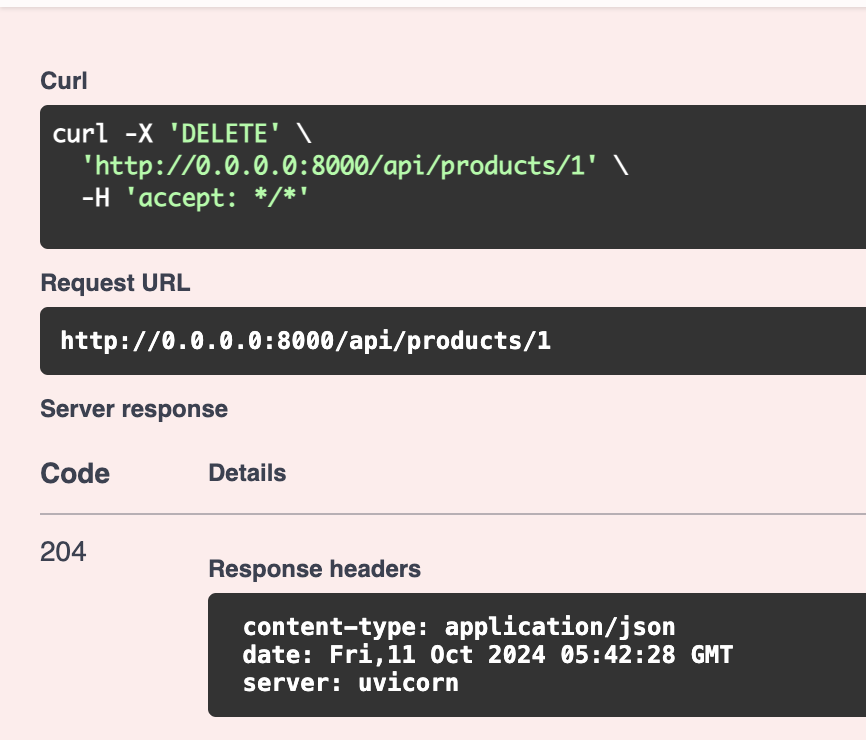 Curl
curl -X 'DELETE' \
'http://0.0.0.0:8000/api/products/1' \
-H 'accept: */*'
Request URL
http://0.0.0.0:8000/api/products/1
Server response
Code Details
204
Response headers
content-type: application/json
date: Fri,11 Oct 2024 05:42:28 GMT
server: uvicorn